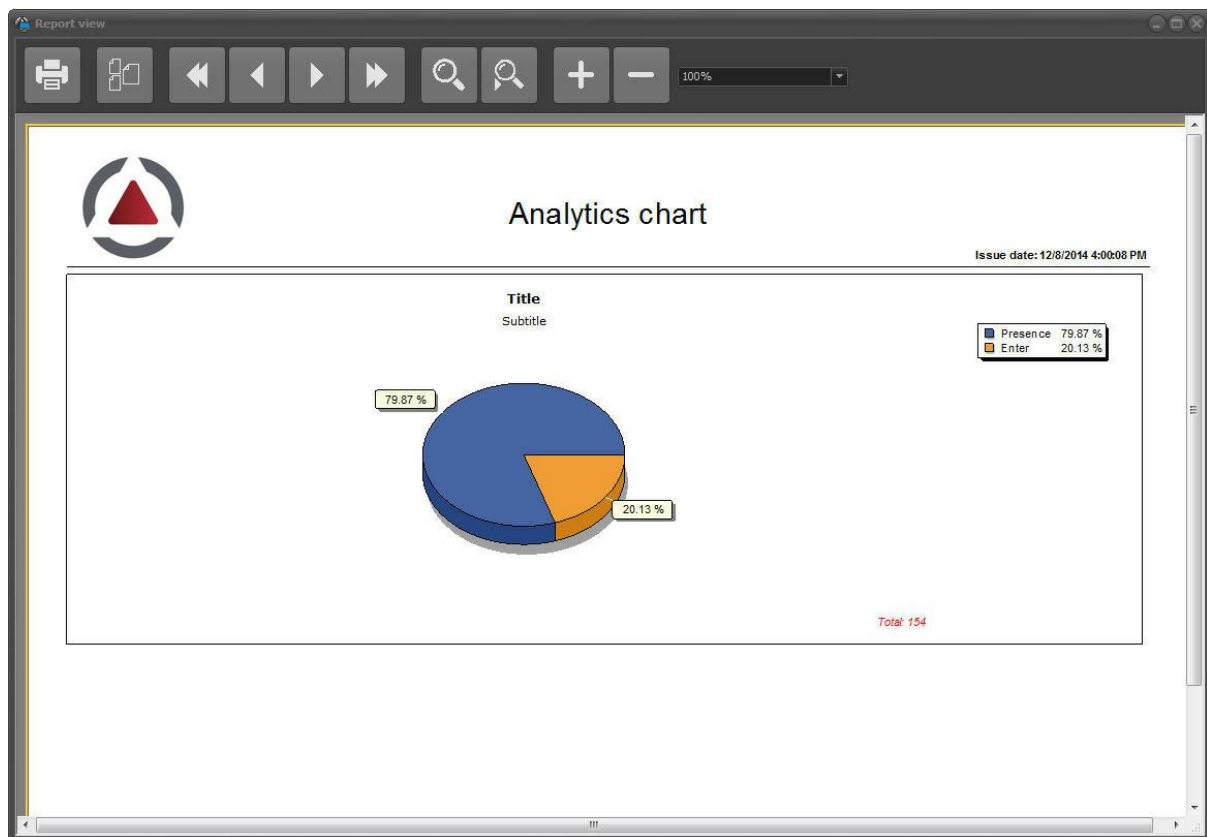 Report view
100%
Analytics chart
Issue date: 12/8/2014 4:00:08 PM
Title
Subtitle
Presence 79.87 %
Enter 20.13 %
79.87 %
20.13 %
Total: 154